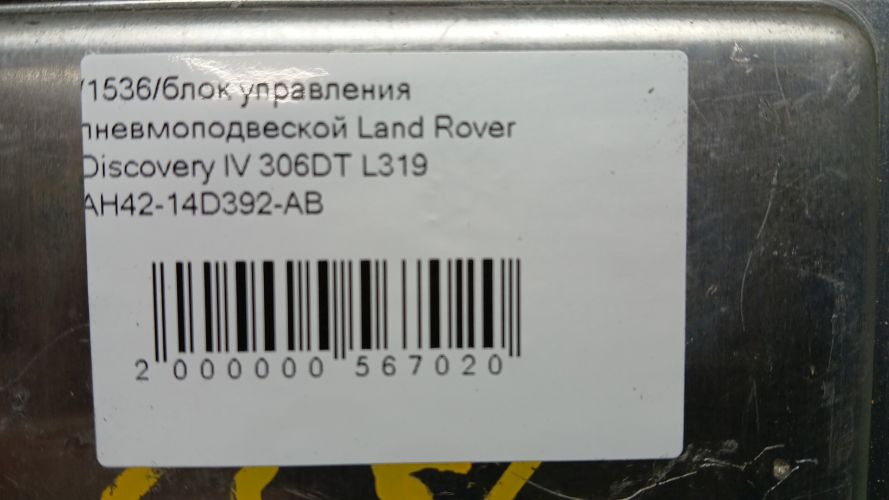 /1536/блок управления
пневмоподвеской Land Rover
Discovery IV 306DT L319
AH42-14D392-AB
2 000000 567020